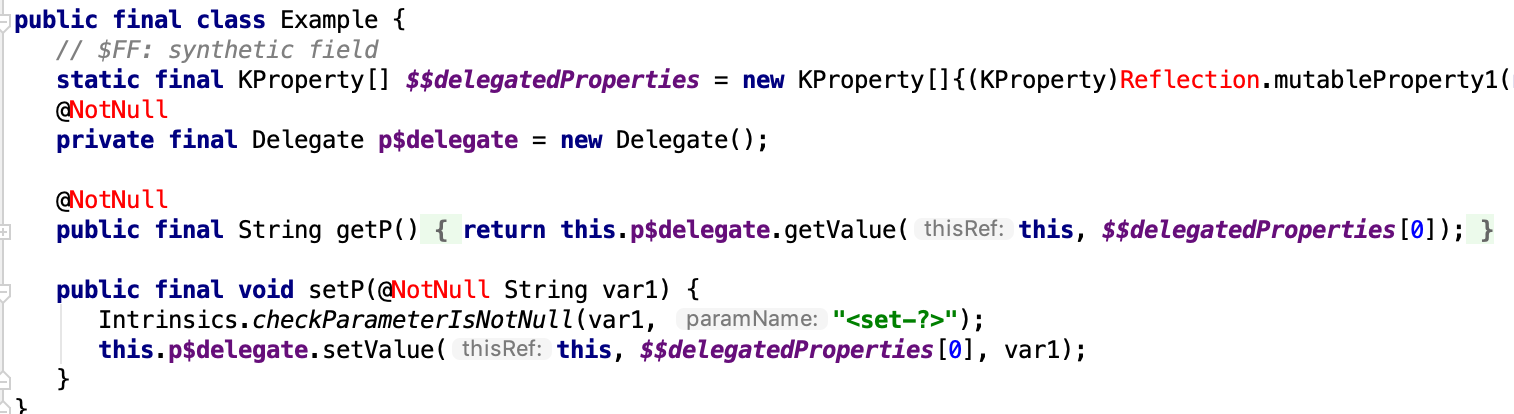 public final class Example {
// $FF: synthetic field
static final KProperty[] $$delegatedProperties = new KProperty[]{(KProperty)Reflection.mutableProperty1(
@NotNull
private final Delegate p$delegate = new Delegate();
@NotNull
public final String getP() { return this.p$delegate.getValue( thisRef: this, $$delegatedProperties[0]); }
public final void setP(@NotNull String var1) {
Intrinsics.checkParameterIsNotNull(var1, paramName: "<set-?>");
this.p$delegate.setValue( thisRef: this, $$delegatedProperties[0], var1);
}
}